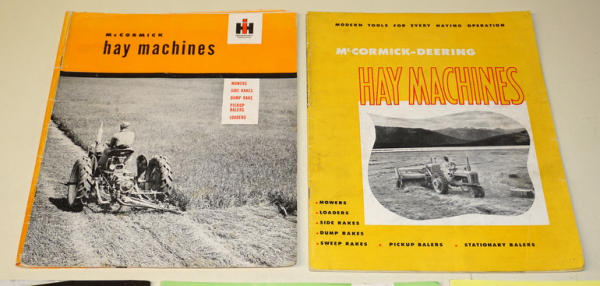 McCORMICK
hay machines
IH
MOWERS
SIDE RAKES
DUMP RAKE
PICKUP
BALERS
LOADERS
MODERN TOOLS FOR EVERY HAYING OPERATION
McCORMICK-DEERING
HAY MACHINES
• MOWERS
• LOADERS
• SIDE RAKES
• DUMP RAKES
• SWEEP RAKES • PICKUP BALERS • STATIONARY BALERS